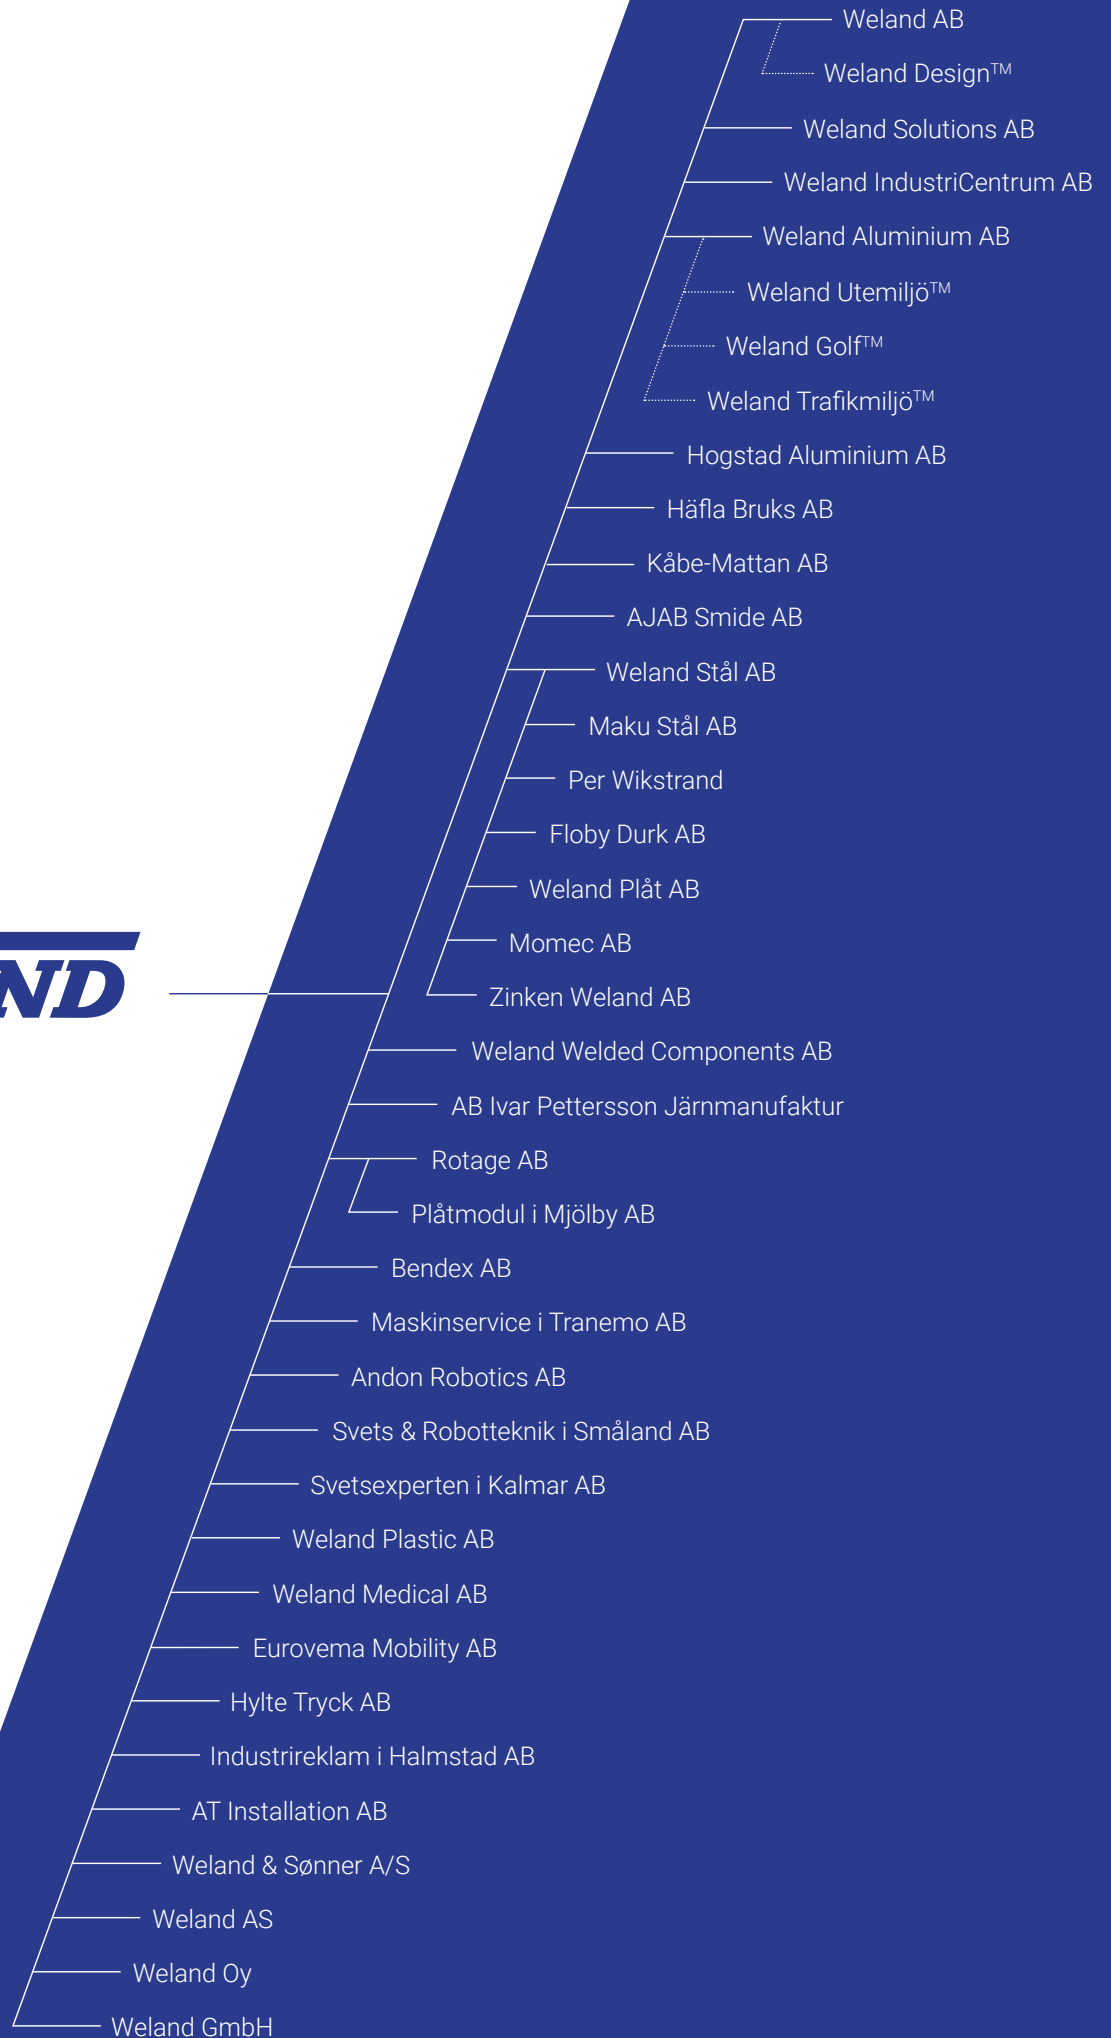 Weland AB
Weland Design™
Weland Solutions AB
Weland IndustriCentrum AB
Weland Aluminium AB
Weland Utemiljö™
Weland Golf™
Weland Trafikmiljö™
Hogstad Aluminium AB
Häfla Bruks AB
Kåbe-Mattan AB
AJAB Smide AB
Weland Stål AB
Maku Stål AB
Per Wikstrand
Floby Durk AB
Weland Plåt AB
Momec AB
ND
Zinken Weland AB
Weland Welded Components AB
AB Ivar Pettersson Järnmanufaktur
Rotage AB
Plåtmodul i Mjölby AB
Bendex AB
Maskinservice i Tranemo AB
Andon Robotics AB
Svets & Robotteknik i Småland AB
Svetsexperten i Kalmar AB
Weland Plastic AB
Weland Medical AB
Eurovema Mobility AB
Hylte Tryck AB
Industrireklam i Halmstad AB
AT Installation AB
Weland & Sønner A/S
Weland AS
Weland Oy
Weland GmbH